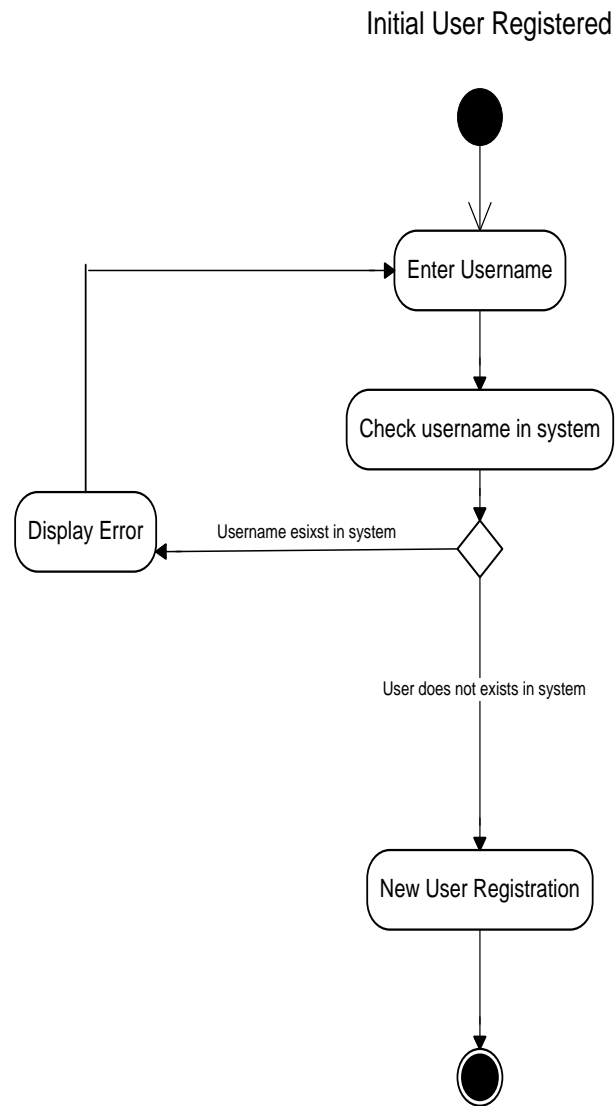 Initial User Registered
Enter Username
Check username in system
Display Error
Username esixst in system
User does not exists in system
New User Registration